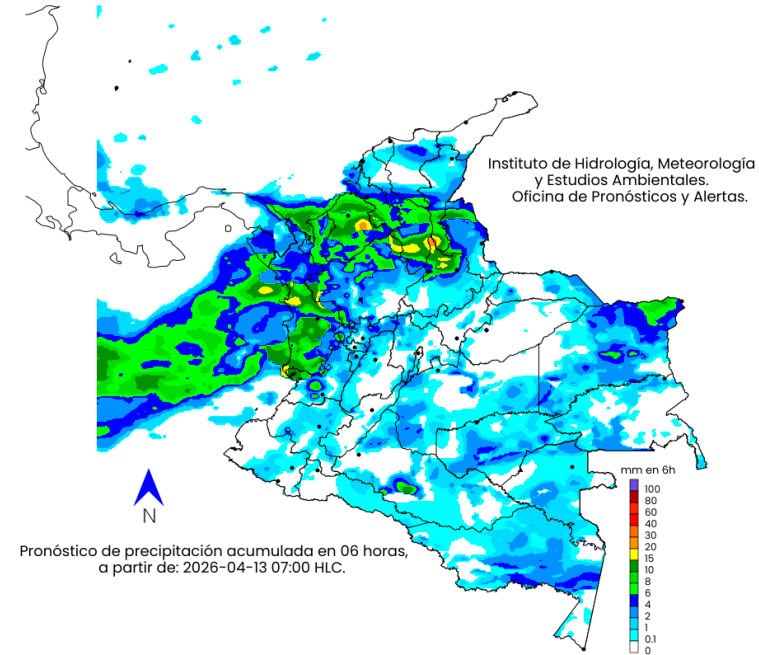 Instituto de Hidrología, Meteorología
y Estudios Ambientales.
Oficina de Pronósticos y Alertas.
mm en 6h
100
80
60
40
30
20
15
10
8
6
4
2
1
0.1
0
N
Pronóstico de precipitación acumulada en 06 horas,
a partir de: 2026-04-13 07:00 HLC.